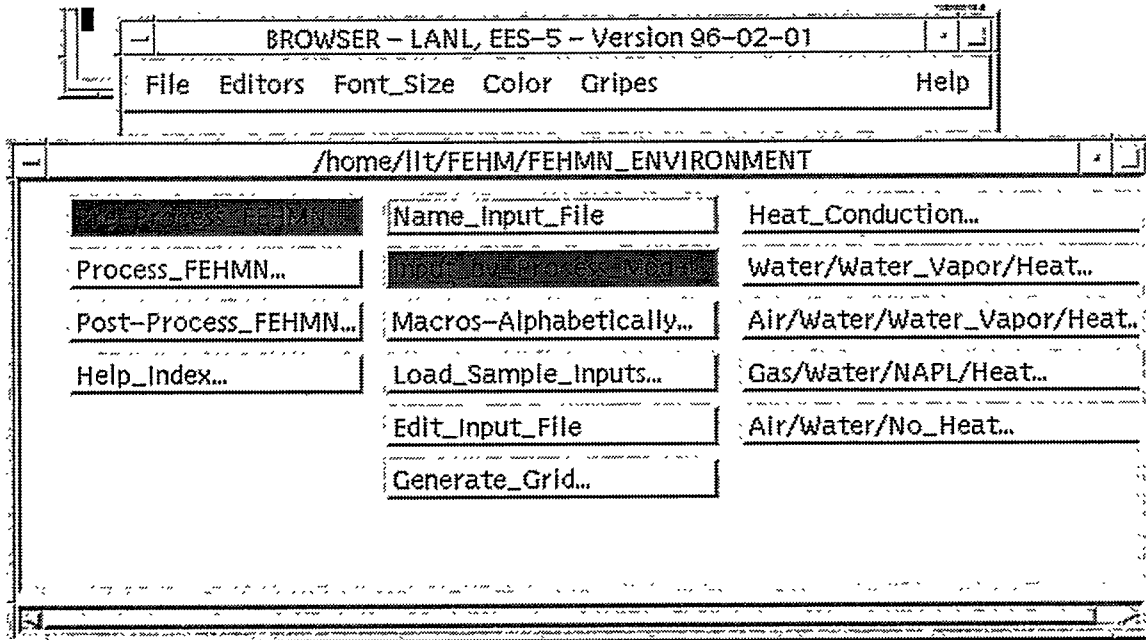 BROWSER – LANL, EES–5 – Version 96–02–01
File Editors Font_Size Color Gripes Help
/home/llt/FEHM/FEHMN_ENVIRONMENT
Name_Input_File Heat_Conduction...
Process_FEHMN... Water/Water_Vapor/Heat...
Post–Process_FEHMN... Macros–Alphabetically... Air/Water/Water_Vapor/Heat..
Help_Index... Load_Sample_Inputs... Gas/Water/NAPL/Heat...
Edit_Input_File Air/Water/No_Heat...
Generate_Grid...